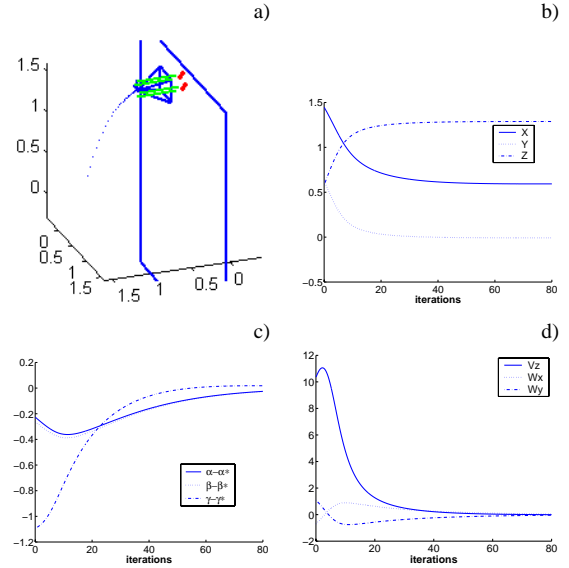 a)
1.5
1
0.5
0
0
0.5
1
1.5
1.5
1
0.5
0
b)
1.5
1
0.5
0
-0.5
0 20 40 60 80
iterations
X
Y
Z
c)
0.2
0
-0.2
-0.4
-0.6
-0.8
-1
-1.2
0 20 40 60 80
iterations
α-α*
β-β*
γ-γ*
d)
12
10
8
6
4
2
0
-2
0 20 40 60 80
iterations
Vz
Wx
Wy